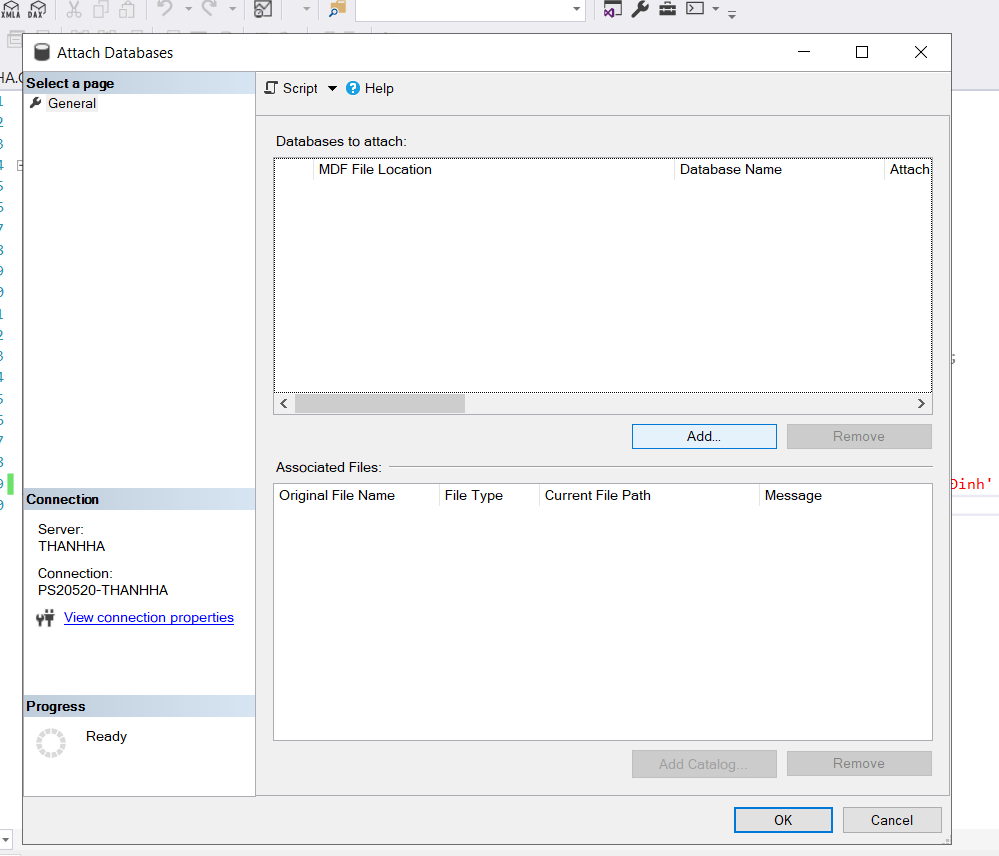 XMLA DAX
Attach Databases
HA.
Select a page
General
Script
Help
Databases to attach:
MDF File Location Database Name Attach
Add... Remove
Associated Files:
Original File Name File Type Current File Path Message
Connection
Server:
THANHHA
Connection:
PS20520-THANHHA
View connection properties
Progress
Ready
Add Catalog... Remove
OK Cancel
Dinh'